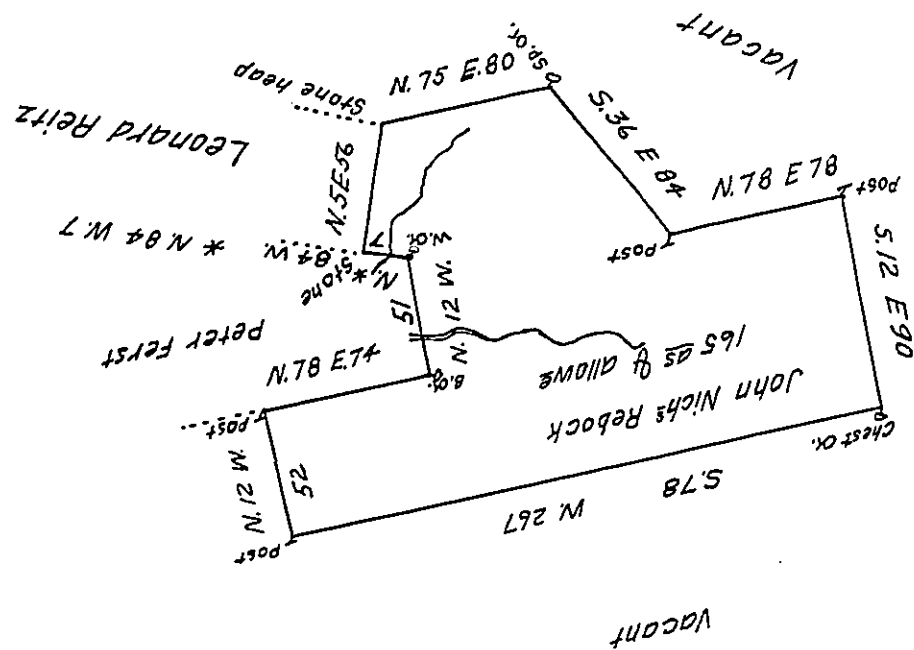 Vacant
Leonard Reitz
Stone heap
N. 75 E. 80
Sp. Or.
S. 36 E 84
N. 78 E 78
Post
Post
S. 12 E 90
N. 5 E 56
* N. 84 W. 7
N. 84 W. 7
* Stone
W. O.
Peter Ferst
N. 12 W. 51
N. 78 E. 74
B. O.
Post
N. 12 W. 52
Post
165 as & allowe
John Nichs Rebock
Chest O.
S. 78 W. 267
Vacant